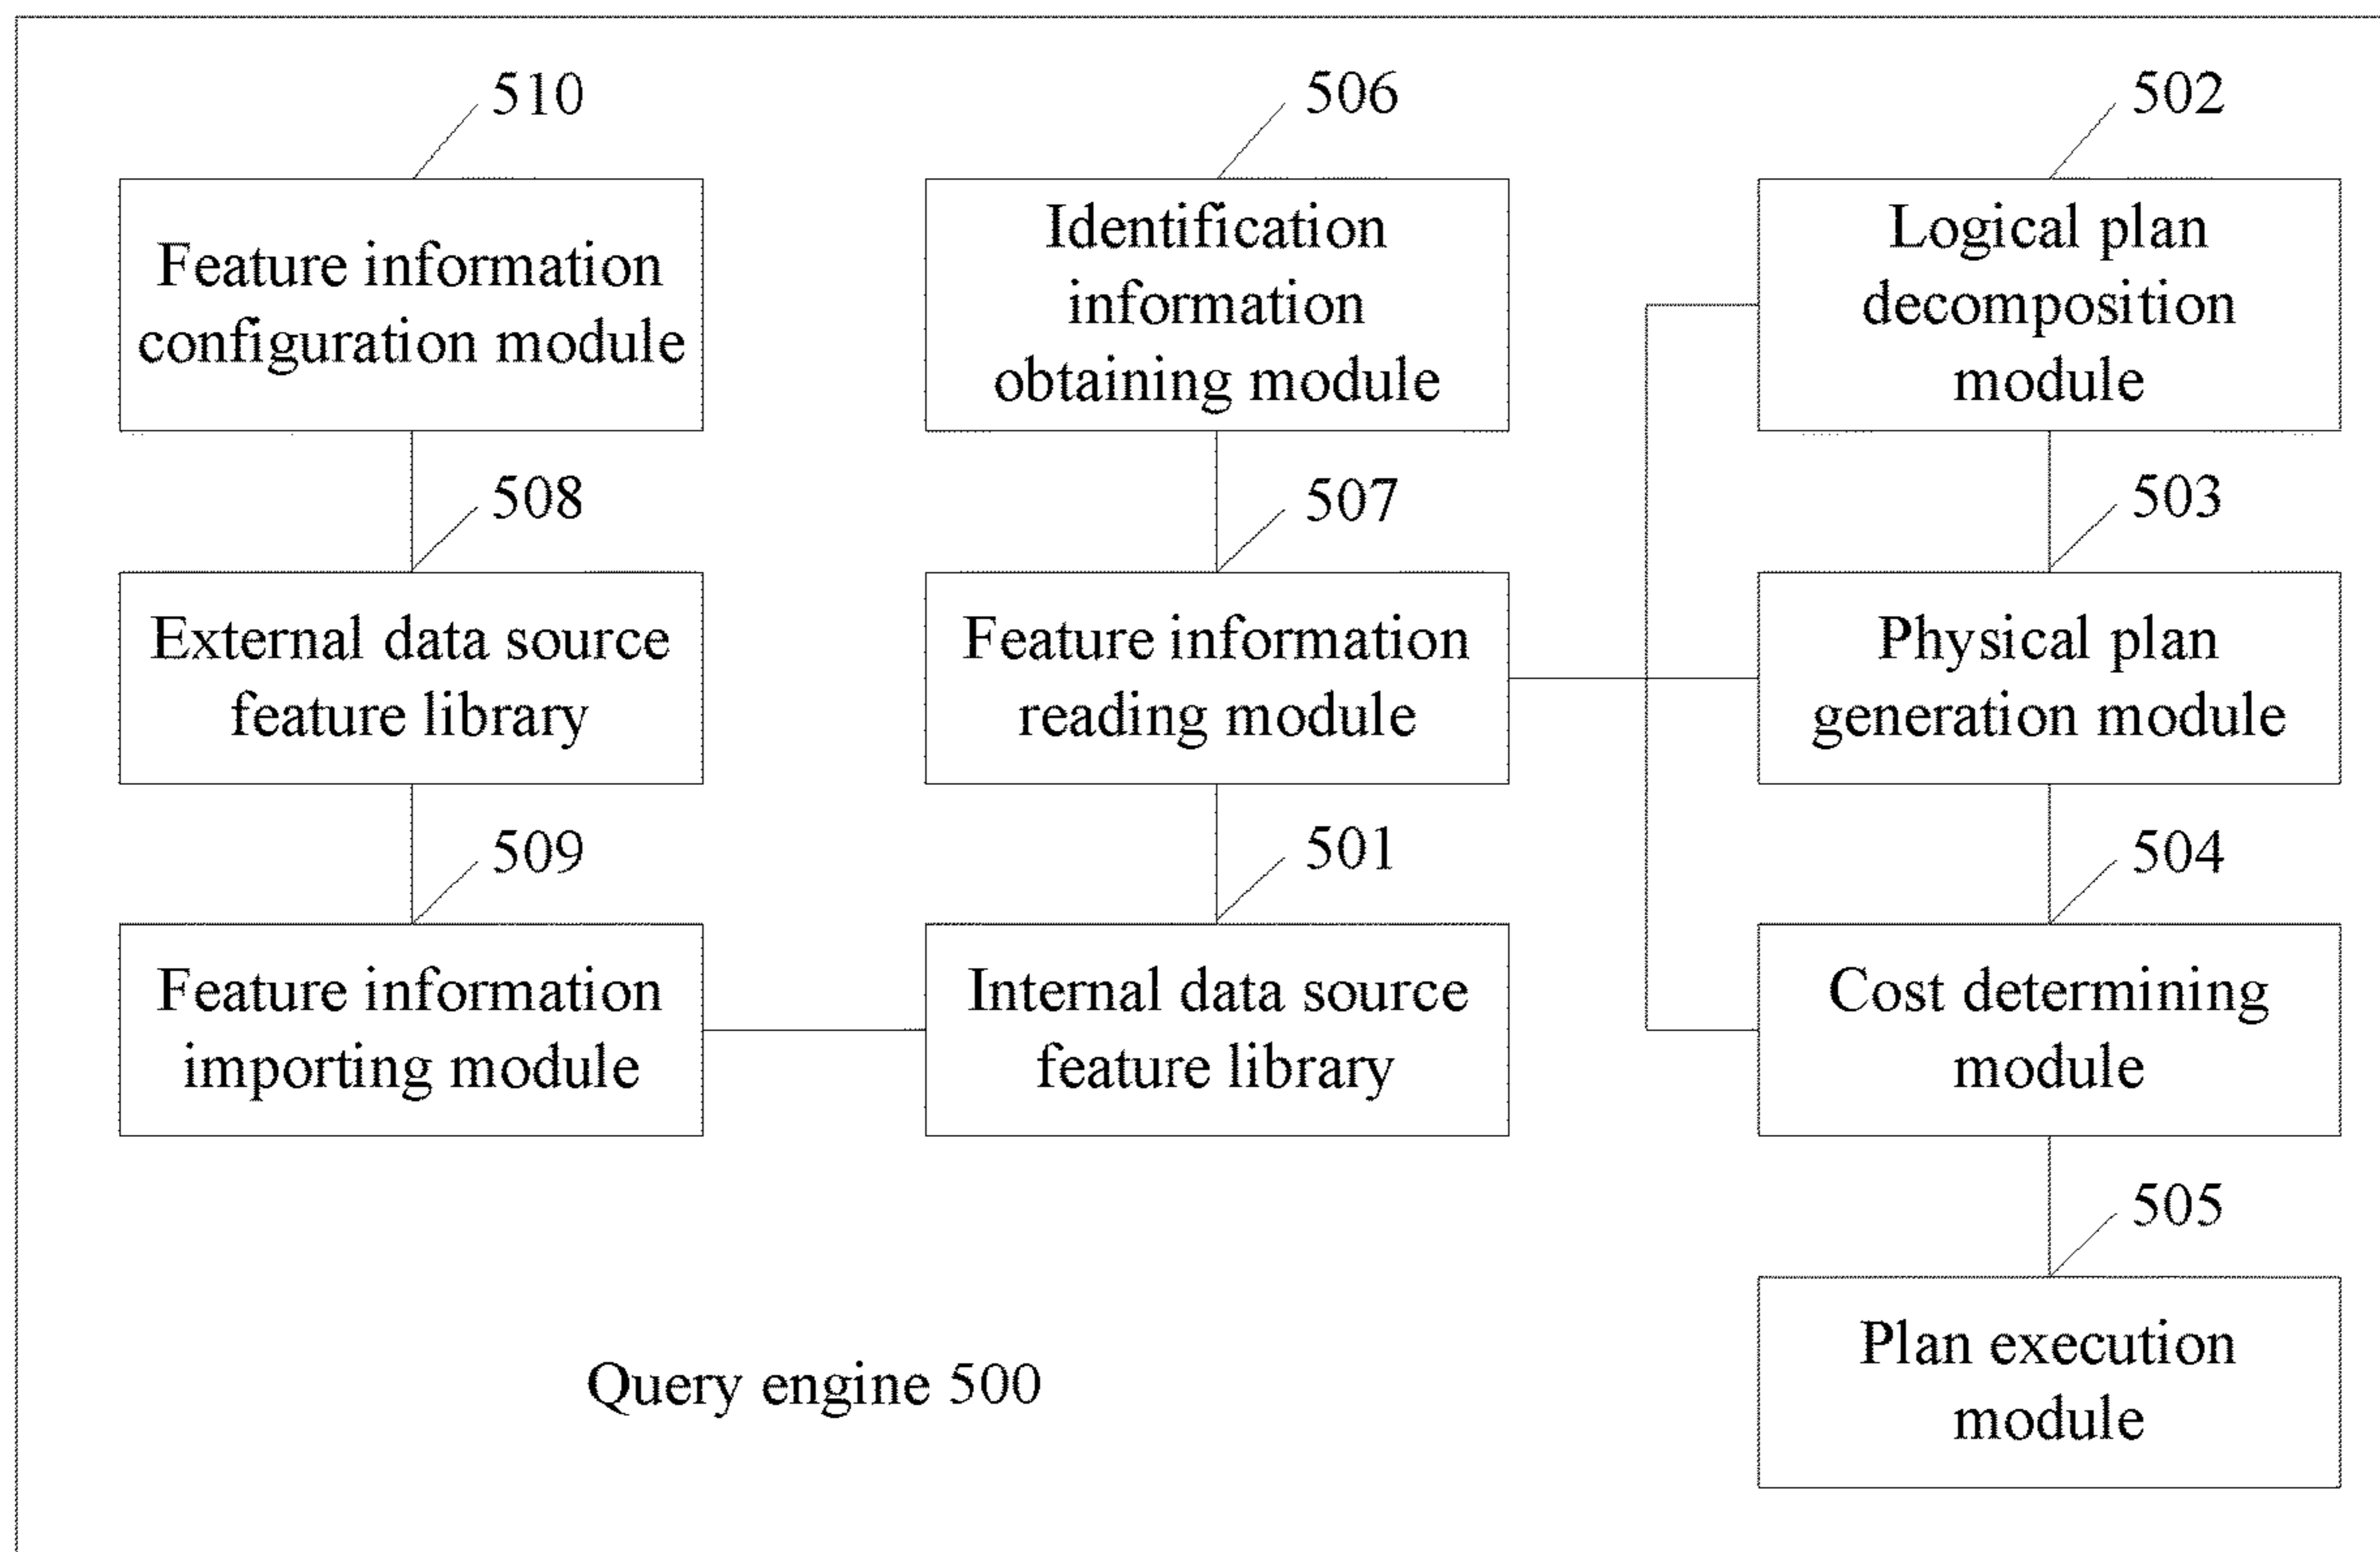 510
506
502
Feature information
configuration module
Identification
information
obtaining module
Logical plan
decomposition
module
508
507
503
External data source
feature library
Feature information
reading module
Physical plan
generation module
509
501
504
Feature information
importing module
Internal data source
feature library
Cost determining
module
505
Plan execution
module
Query engine 500